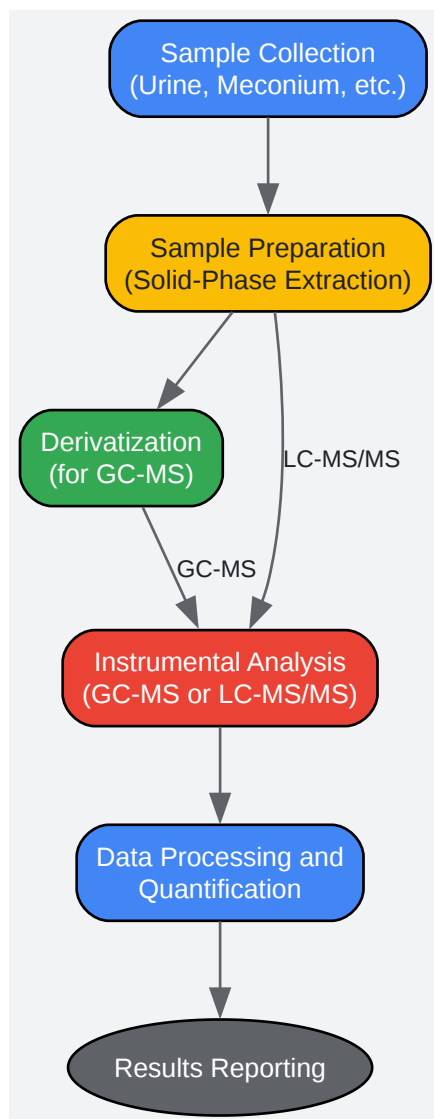 Sample Collection
(Urine, Meconium, etc.)
Sample Preparation
(Solid-Phase Extraction)
Derivatization
(for GC-MS)
LC-MS/MS
GC-MS
Instrumental Analysis
(GC-MS or LC-MS/MS)
Data Processing and
Quantification
Results Reporting